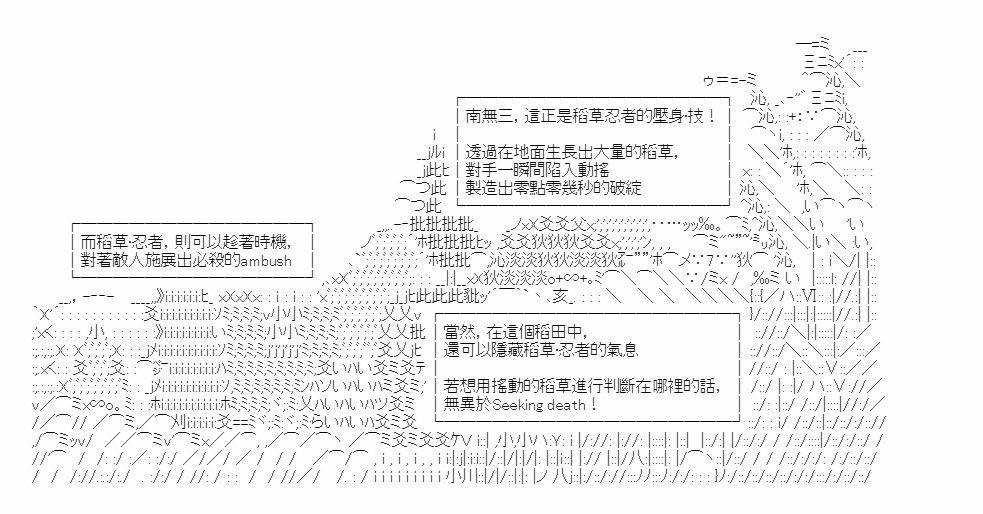 南無三，這正是稻草忍者的壓身·技！
透過在地面生長出大量的稻草，
對手一瞬間陷入動搖
製造出零點零幾秒的破綻
而稻草·忍者，則可以趁著時機，
對著敵人施展出必殺的ambush
當然，在這個稻田中，
還可以隱藏稻草·忍者的氣息
若想用搖動的稻草進行判斷在哪裡的話，
無異於Seeking death！